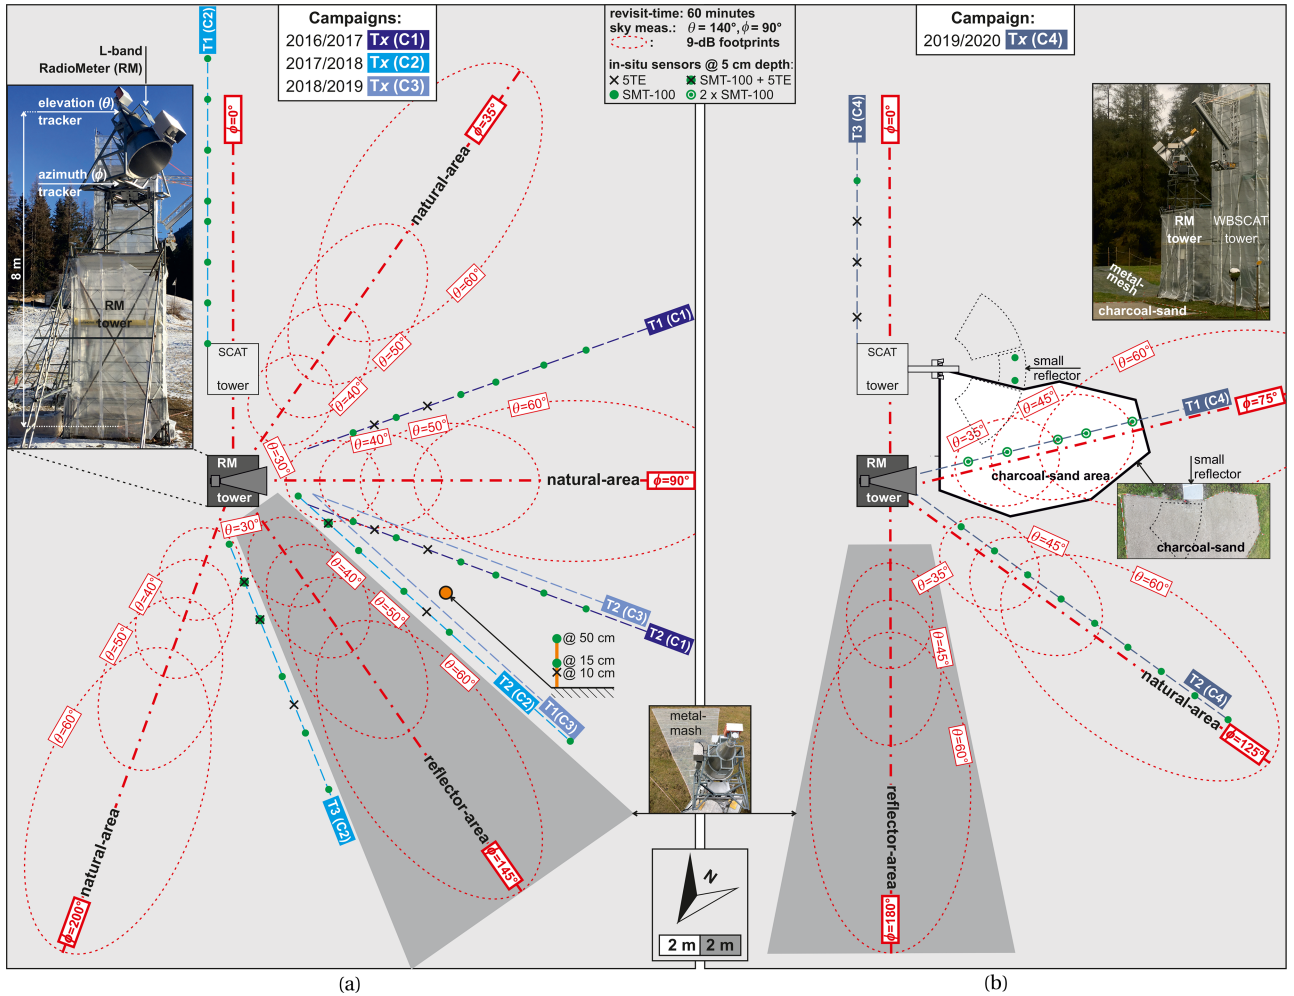 T1 (C2)
Campaigns:
2016/2017 Tx (C1)
2017/2018 Tx (C2)
2018/2019 Tx (C3)
revisit-time: 60 minutes
sky meas.: θ = 140°, ϕ = 90°
: 9-dB footprints
in-situ sensors @ 5 cm depth:
5TE
SMT-100 + 5TE
SMT-100
2 x SMT-100
Campaign:
2019/2020 Tx (C4)
L-band
RadioMeter (RM)
elevation (θ)
tracker
azimuth (ϕ)
tracker
8 m
RM
tower
ϕ=0°
ϕ=35°
natural-area
θ=60°
θ=50°
θ=40°
θ=30°
SCAT
tower
T1 (C1)
θ=60°
θ=50°
θ=40°
natural-area
ϕ=90°
RM
tower
θ=30°
θ=40°
θ=50°
θ=60°
θ=40°
θ=50°
θ=60°
T2 (C3)
T2 (C1)
@ 50 cm
@ 15 cm
@ 10 cm
T2 (C2)
T1(C3)
T3 (C2)
natural-area
ϕ=200°
reflector-area
ϕ=145°
metal-
mash
N
2 m
2 m
(a)
T3 (C4)
ϕ=0°
RM
tower
WBSCAT
tower
metal-
mesh
charcoal-sand
SCAT
tower
small
reflector
θ=60°
θ=45°
θ=35°
T1 (C4)
ϕ=75°
charcoal-sand area
RM
tower
small
reflector
charcoal-sand
θ=45°
θ=35°
θ=60°
θ=45°
θ=60°
T2 (C4)
natural-area
ϕ=125°
reflector-area
ϕ=180°
(b)